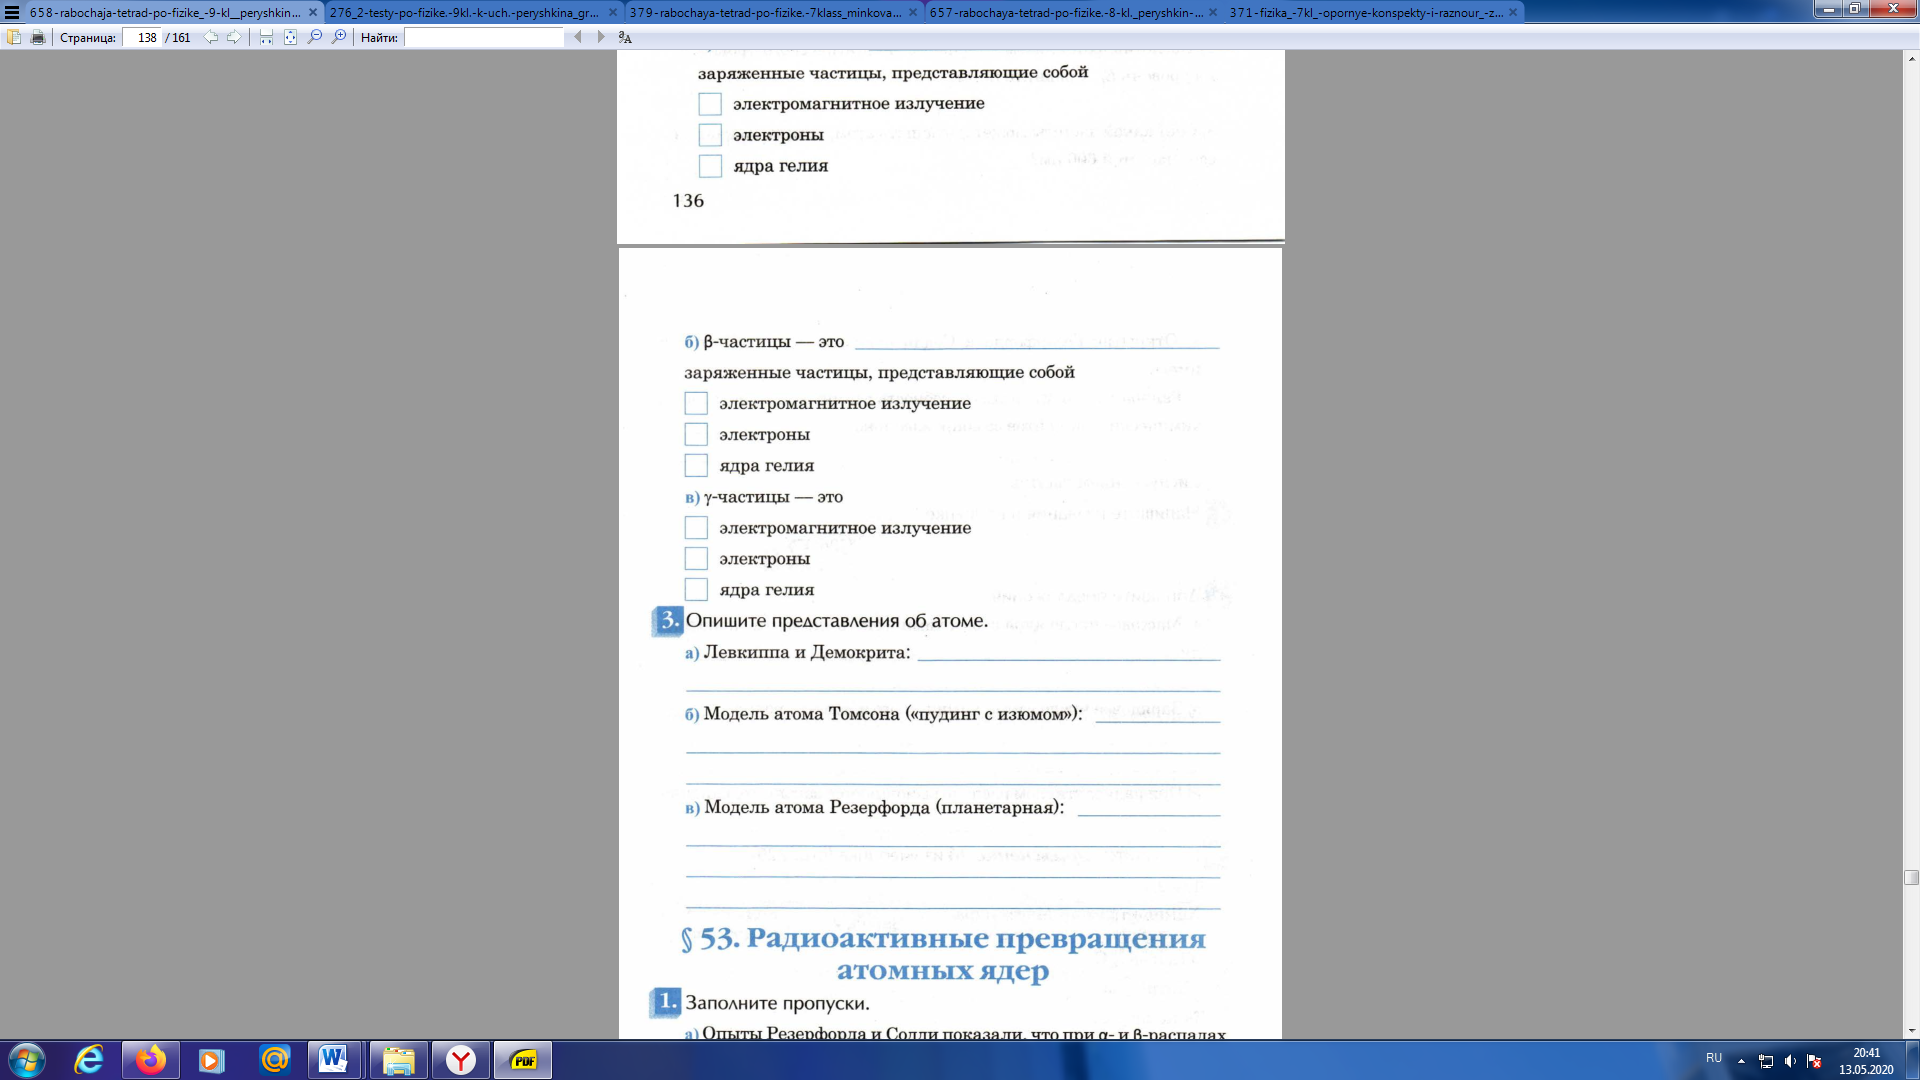 658-rabochaja-tetrad-po-fizike_-9-kl__peryshkin...
276_2-testy-po-fizike.-9kl.-k-uch.-peryshkina_gr...
379-rabochaya-tetrad-po-fizike.-7klass_minkova...
657-rabochaya-tetrad-po-fizike.-8-kl._peryshkin-...
371-fizika_-7kl_-opornye-konspekty-i-raznour_-z...
Страница: 138 / 161
Найти:
заряженные частицы, представляющие собой
электромагнитное излучение
электроны
ядра гелия
136
б) β-частицы — это
заряженные частицы, представляющие собой
электромагнитное излучение
электроны
ядра гелия
в) γ-частицы — это
электромагнитное излучение
электроны
ядра гелия
3. Опишите представления об атоме.
а) Левкиппа и Демокрита:
б) Модель атома Томсона («пудинг с изюмом»):
в) Модель атома Резерфорда (планетарная):
§ 53. Радиоактивные превращения
атомных ядер
1. Заполните пропуски.
а) Опыты Резерфорда и Содди показали, что при α- и β-распадах
PDF
RU
20:41
13.05.2020